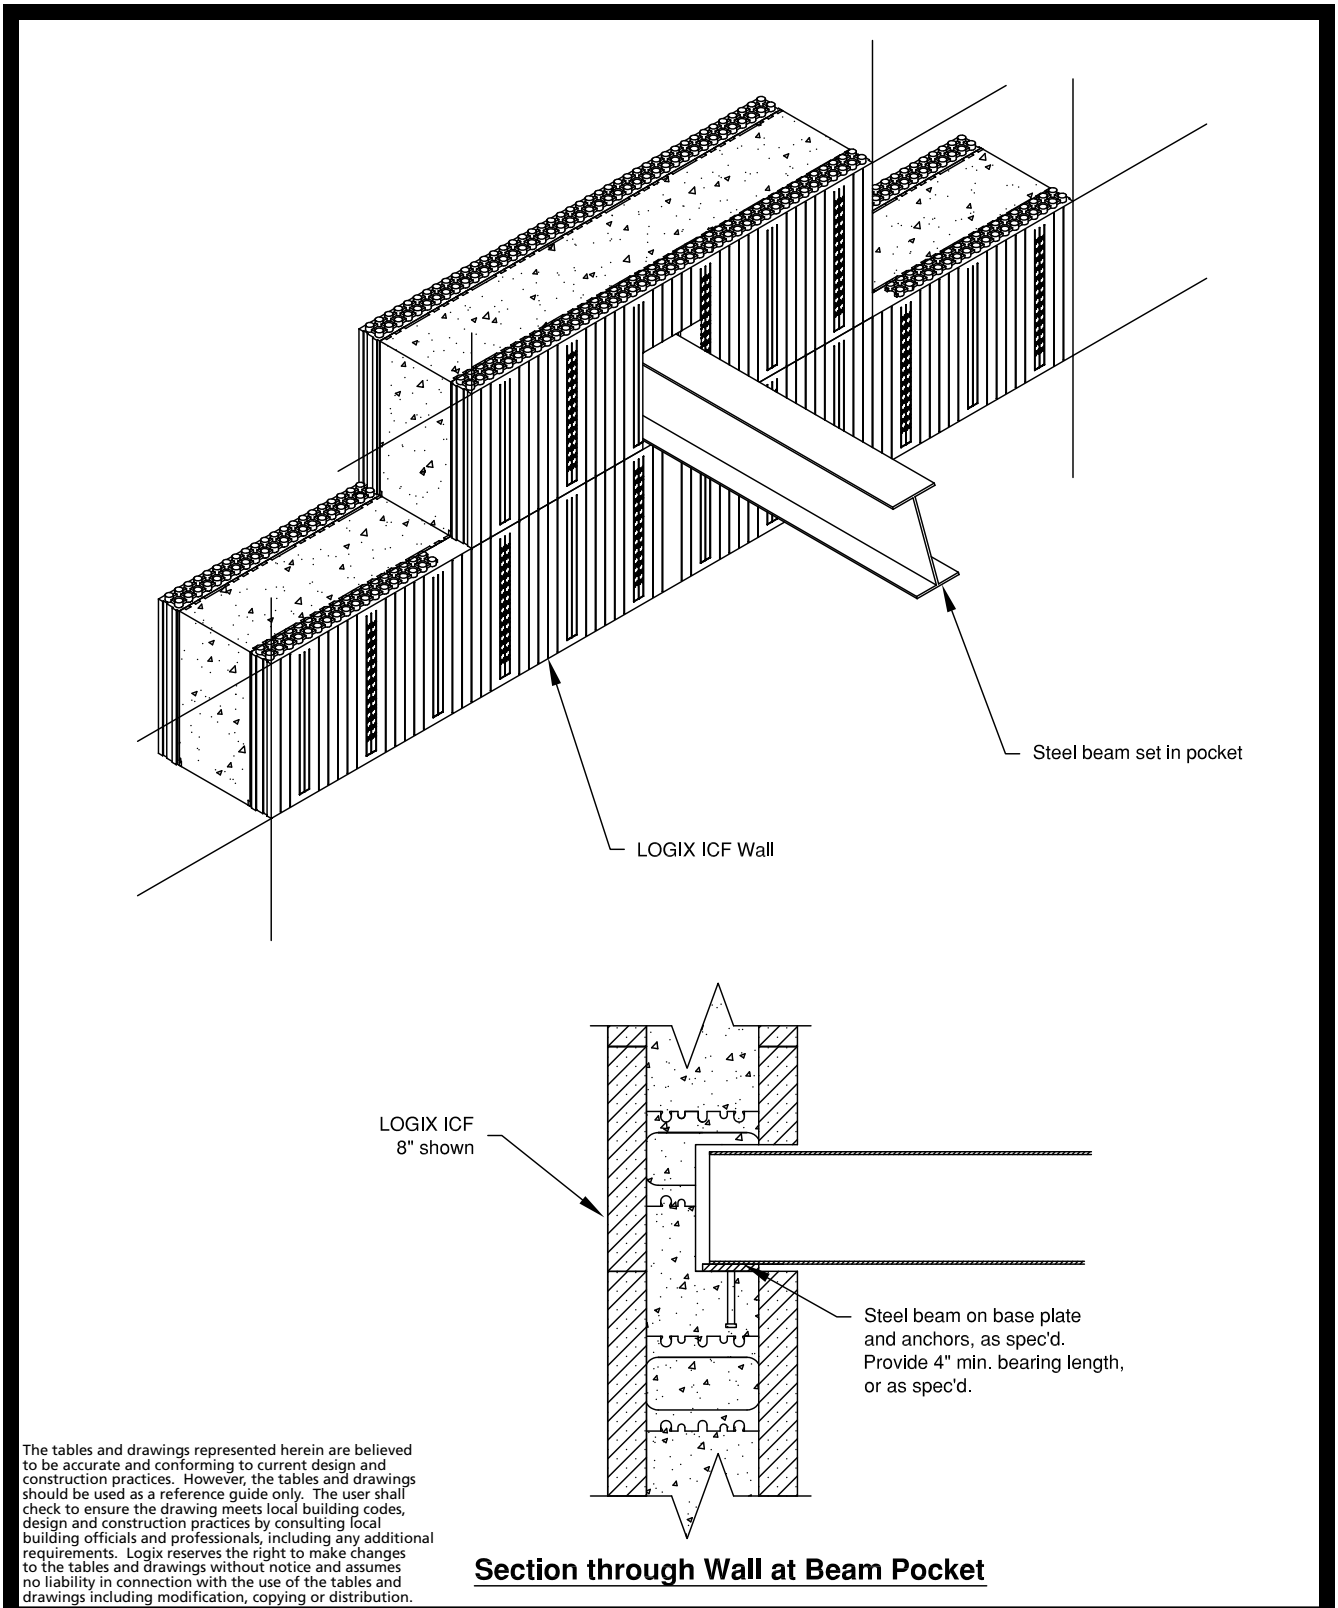 Steel beam set in pocket
LOGIX ICF Wall
LOGIX ICF
8" shown
Steel beam on base plate
and anchors, as spec'd.
Provide 4" min. bearing length,
or as spec'd.
The tables and drawings represented herein are believed
to be accurate and conforming to current design and
construction practices.  However, the tables and drawings
should be used as a reference guide only.  The user shall
check to ensure the drawing meets local building codes,
design and construction practices by consulting local
building officials and professionals, including any additional
requirements.  Logix reserves the right to make changes
to the tables and drawings without notice and assumes
no liability in connection with the use of the tables and
drawings including modification, copying or distribution.
Section through Wall at Beam Pocket